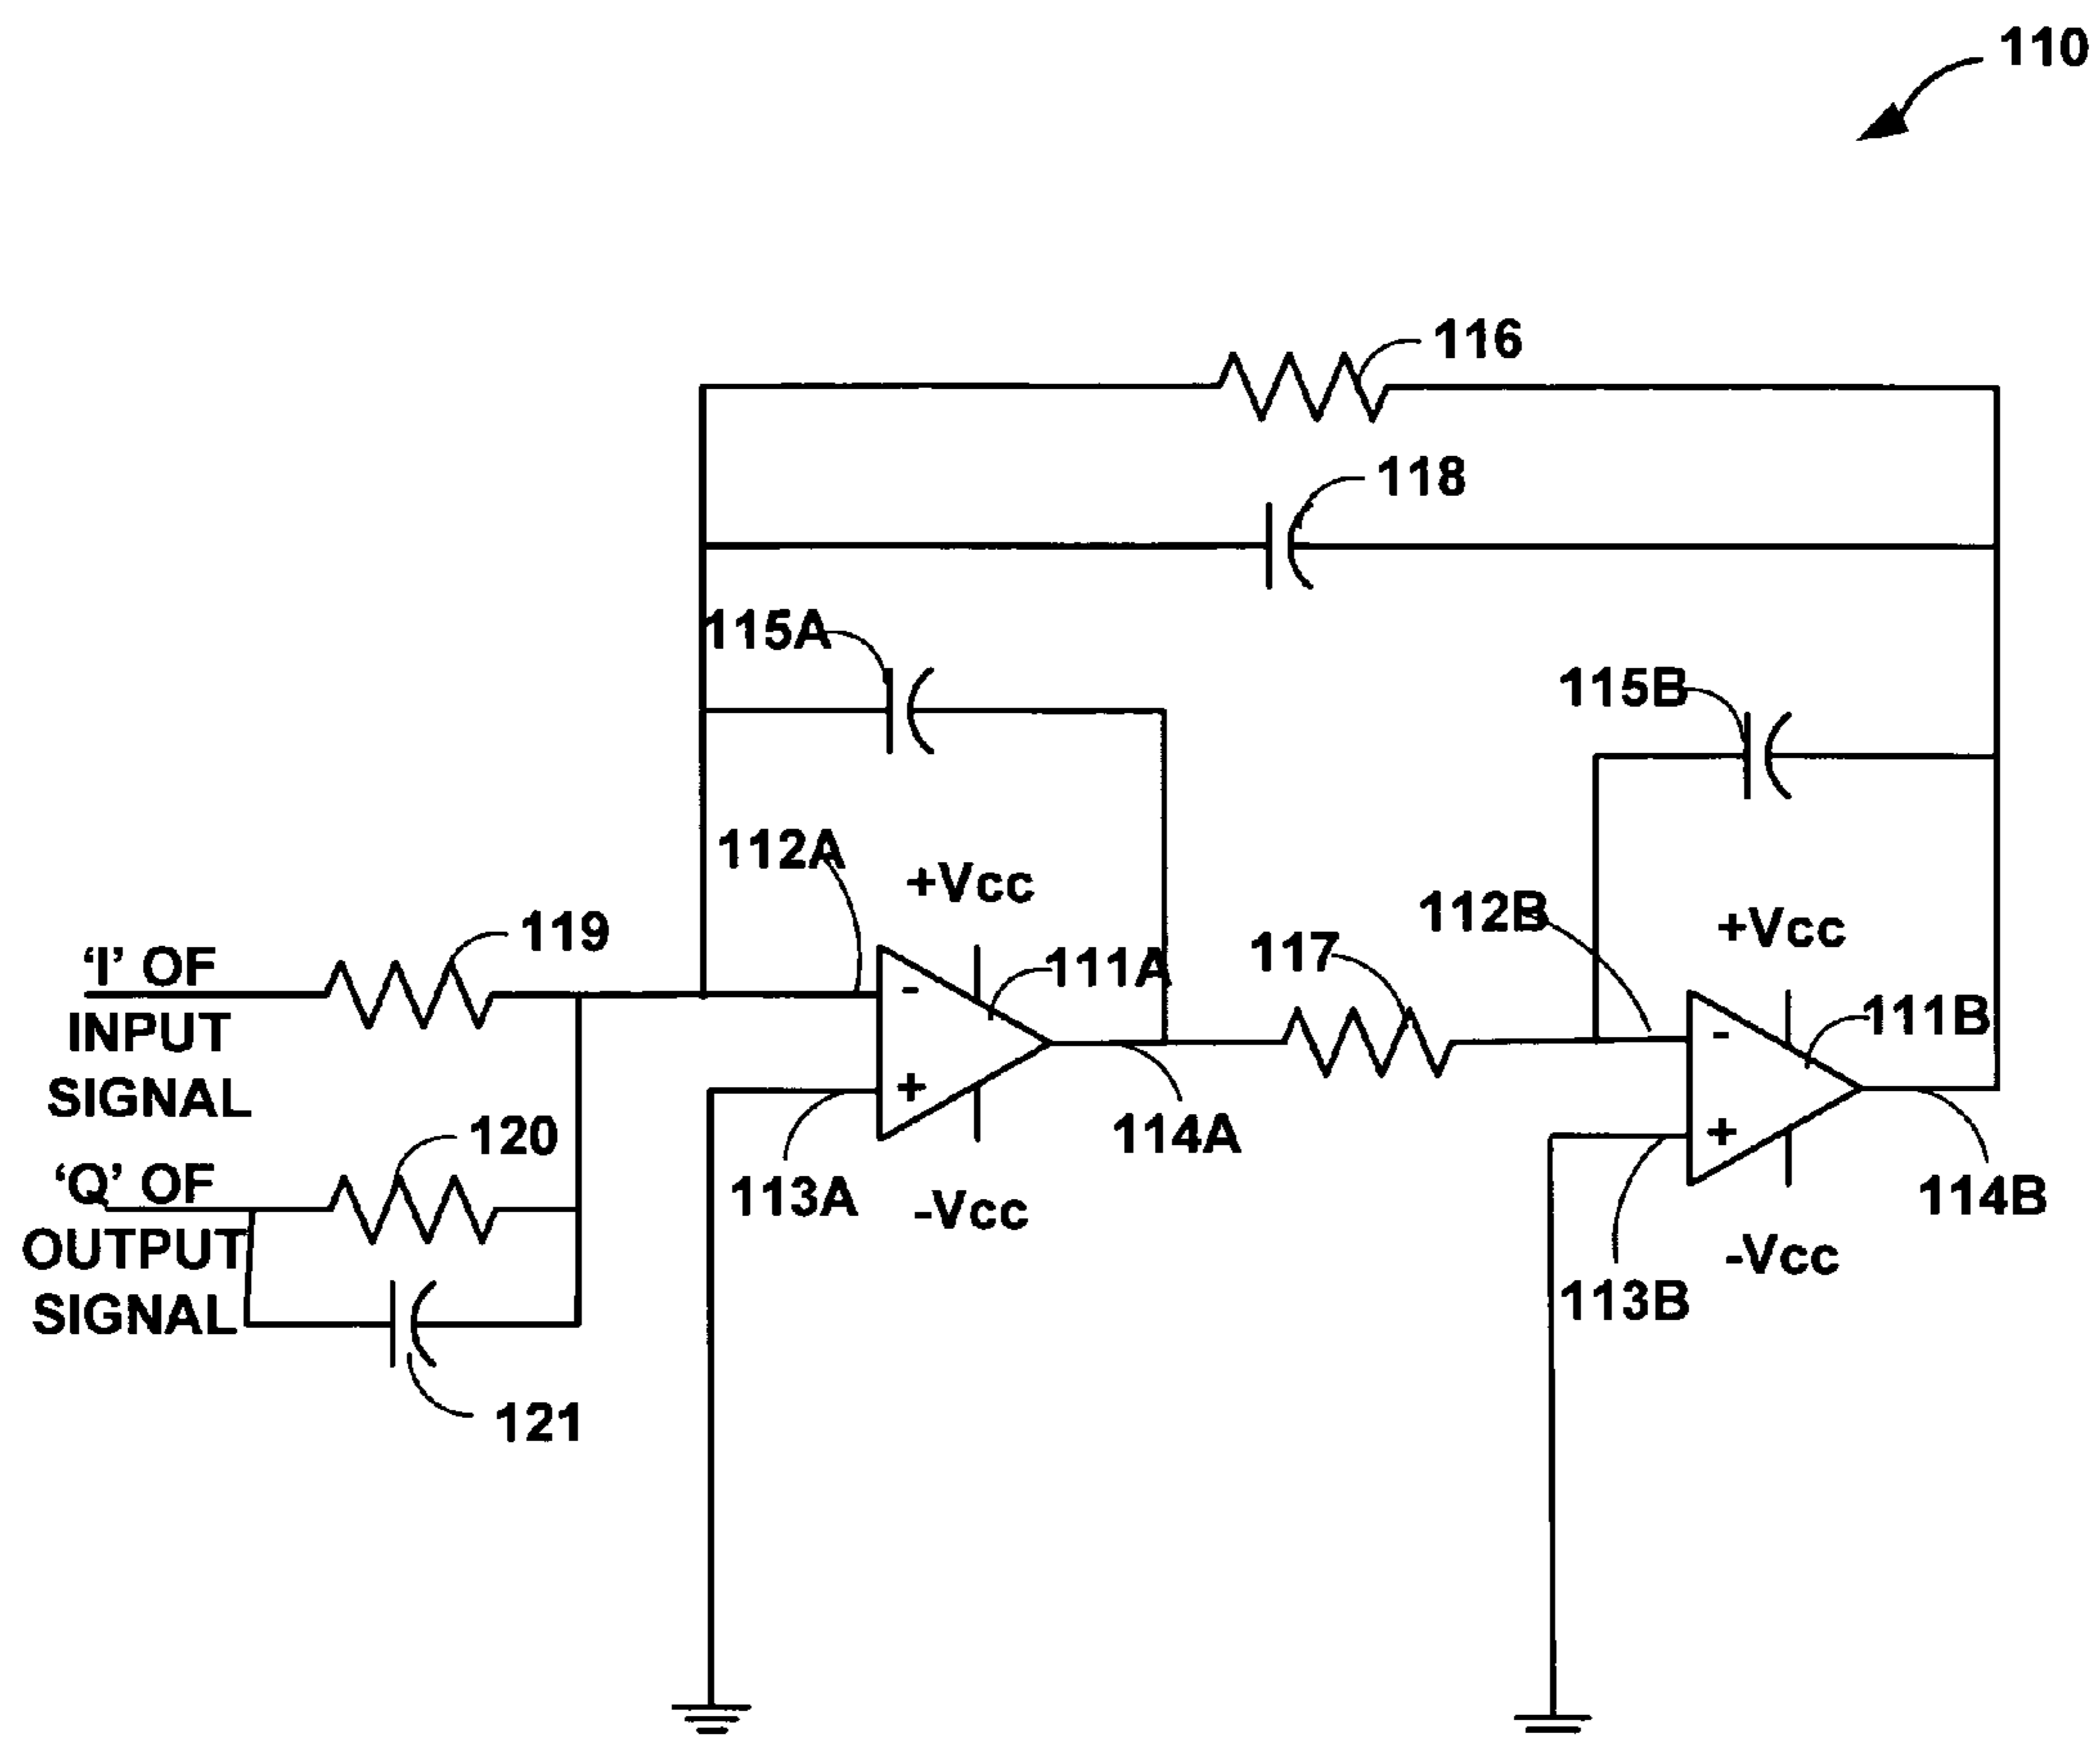 110
116
118
115A
115B
112A
+Vcc
112B
+Vcc
119
111A
117
111B
‘I’ OF
INPUT
SIGNAL
-
+
-
+
120
113A
-Vcc
114A
114B
‘Q’ OF
OUTPUT
SIGNAL
-Vcc
113B
121